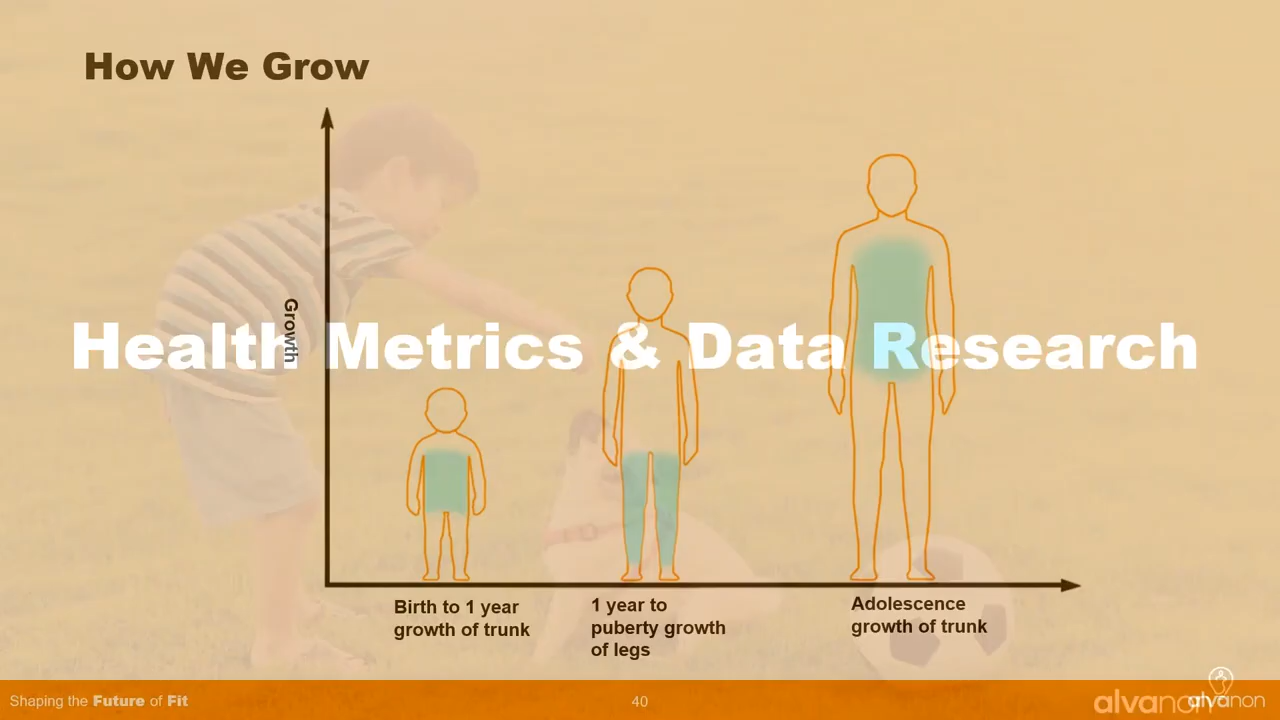 How We Grow
Growth
Health Metrics & Data Research
Birth to 1 year
growth of trunk
1 year to
puberty growth
of legs
Adolescence
growth of trunk
Shaping the Future of Fit
40
alvanon
alvanon